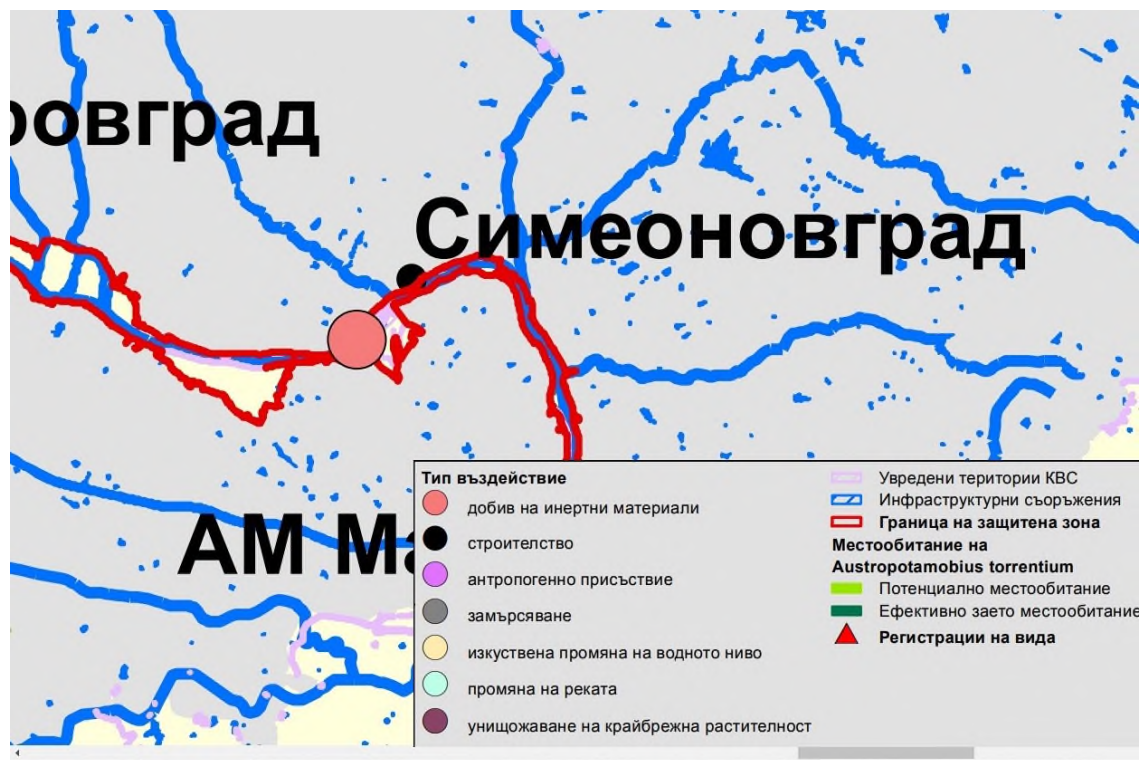 ровград
Симеоновград
АМ Ма
Тип въздействие
добив на инертни материали
строителство
антропогенно присъствие
замърсяване
изкуствена промяна на водното ниво
промяна на реката
унищожаване на крайбрежна растителност
Увредени територии КВС
Инфраструктурни съоръжения
Граница на защитена зона
Местообитание на
Austropotamobius torrentium
Потенциално местообитание
Ефективно заето местообитание
Регистрации на вида